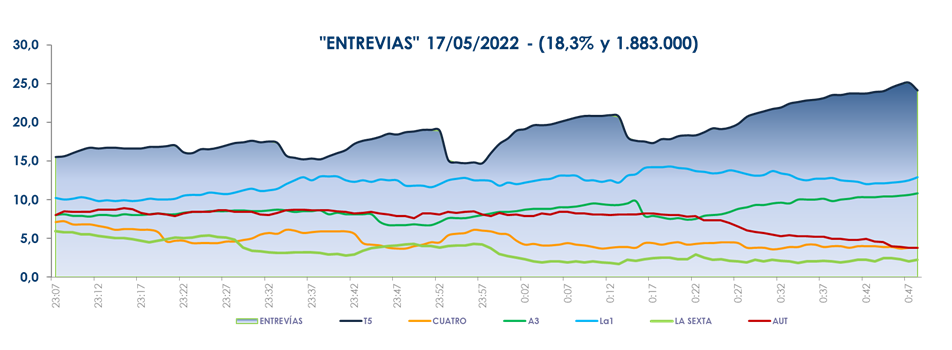 "ENTREVIAS" 17/05/2022 - (18,3% y 1.883.000)
30,0
25,0
20,0
15,0
10,0
5,0
0,0
23:07 23:12 23:17 23:22 23:27 23:32 23:37 23:42 23:47 23:52 23:57 0:02 0:07 0:12 0:17 0:22 0:27 0:32 0:37 0:42 0:47
ENTREVÍAS T5 CUATRO A3 La1 LA SEXTA AUT